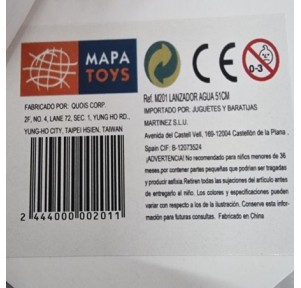 MAPA
TOYS
CE
0-3
FABRICADO POR: QUOIS CORP.
2F, NO. 4, LANE 72, SEC. 1, YUNG HO RD.,
YUNG-HO CITY, TAIPEI HSIEN, TAIWAN
2 444000 002011
Ref. M201 LANZADOR AGUA 51CM
IMPORTADO POR: JUGUETES Y BARATIJAS
MARTINEZ S.L.U.
Avenida del Castell Vell, 169-12004 Castellón de la Plana,
Spain CIF: B-12073524
¡ADVERTENCIA! No recomendado para niños menores de 36
meses, por contener partes pequeñas que podrían ser tragadas
y producir asfixia. Retiren todas las sujeciones del artículo antes
de entregarlo al niño. Los colores y especificaciones pueden
variar con respecto a los de la ilustración. Conserve esta información
para futuras consultas. Fabricado en China